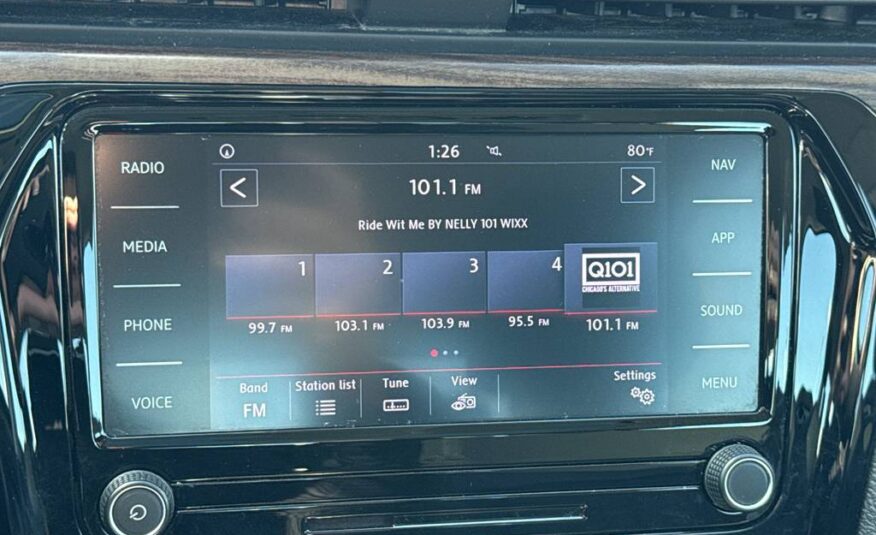 RADIO
MEDIA
PHONE
VOICE
1:26
80°F
< 101.1 FM >
Ride Wit Me BY NELLY 101 WIXX
1 2 3 4 Q101
CHICAGO'S ALTERNATIVE
99.7 FM 103.1 FM 103.9 FM 95.5 FM 101.1 FM
Band Station list Tune View Settings
FM
NAV
APP
SOUND
MENU